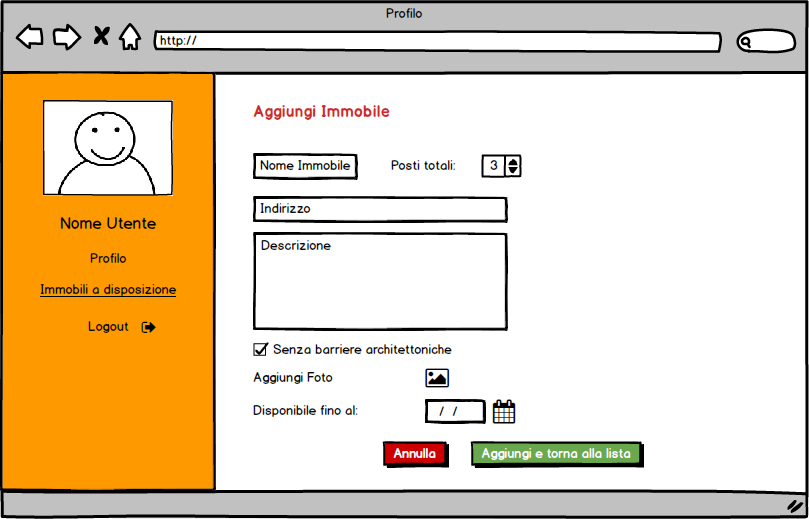 Profilo
http://
Nome Utente
Profilo
Immobili a disposizione
Logout
Aggiungi Immobile
Nome Immobile
Posti totali:
3
Indirizzo
Descrizione
Senza barriere architettoniche
Aggiungi Foto
Disponibile fino al:
/ /
Annulla
Aggiungi e torna alla lista